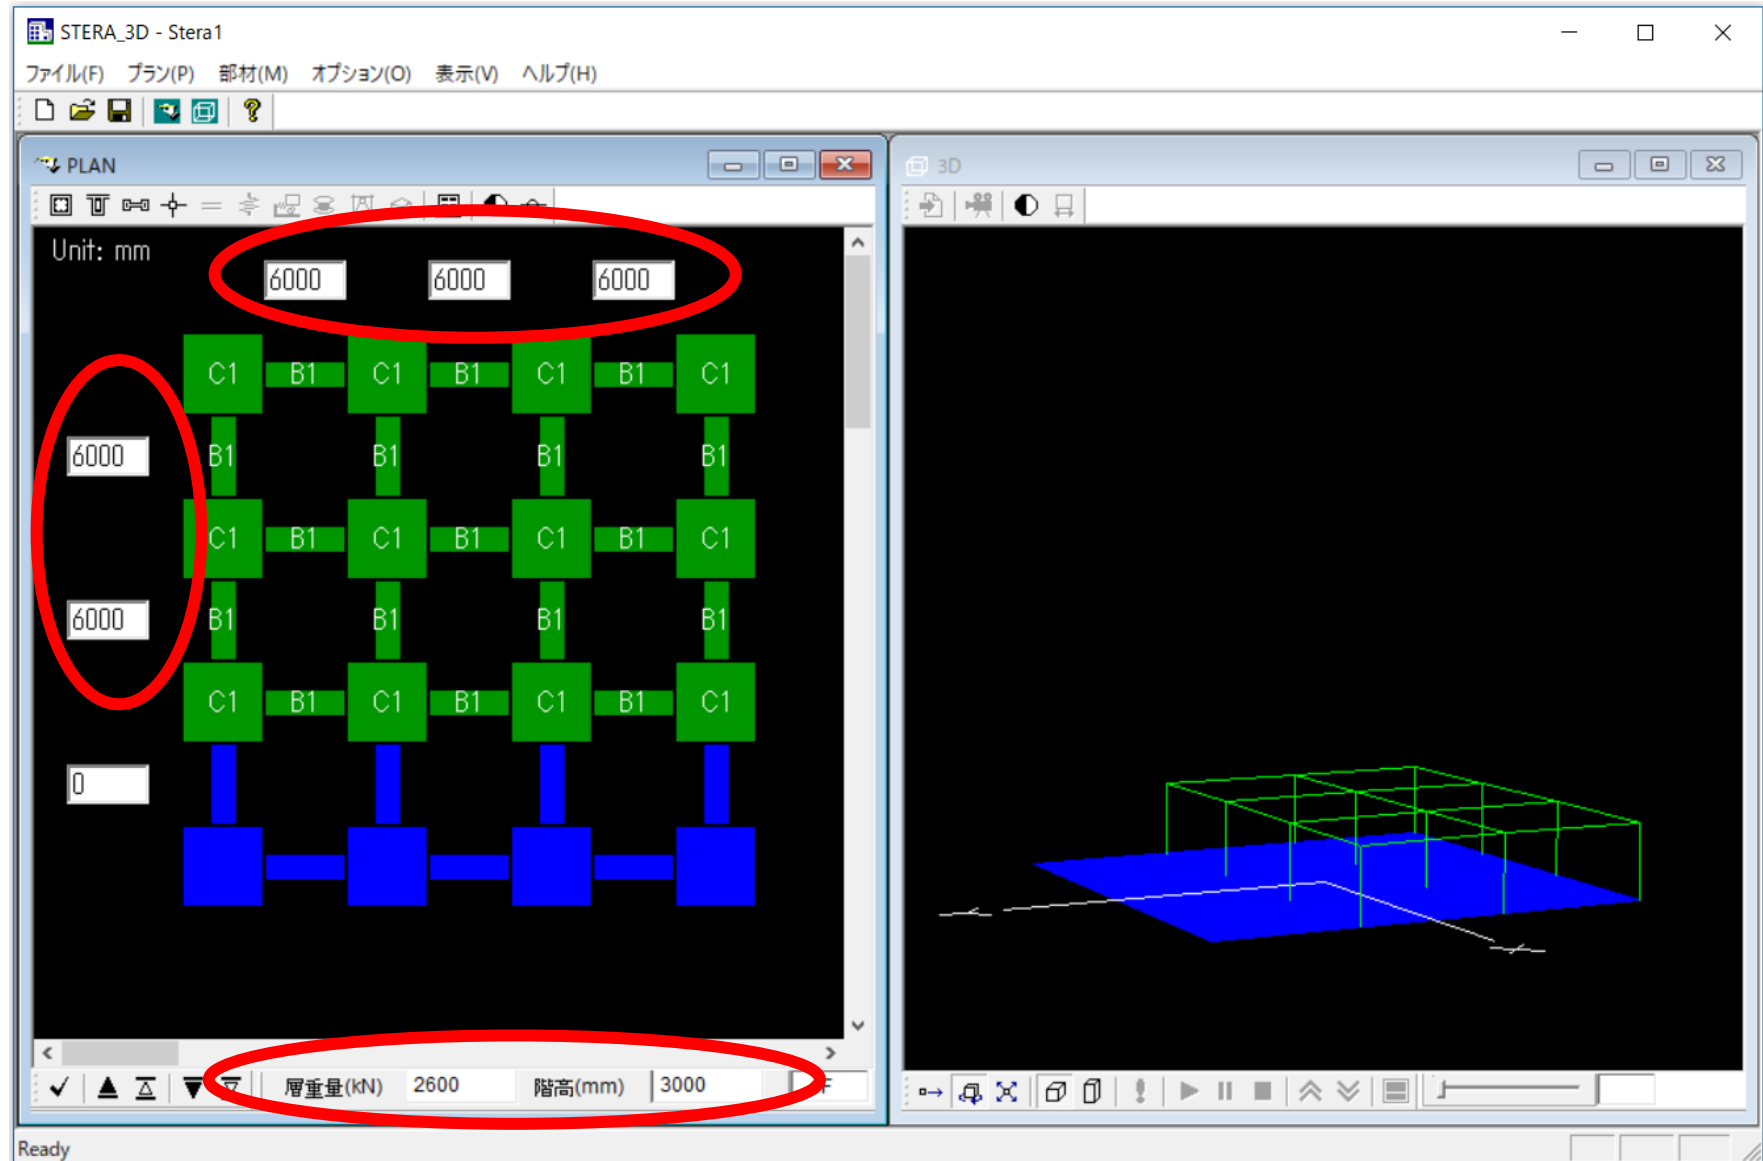 STERA_3D - Stera1
ファイル(F) プラン(P) 部材(M) オプション(O) 表示(V) ヘルプ(H)
PLAN
Unit: mm
6000 6000 6000
C1 B1 C1 B1 C1 B1 C1
6000 B1 B1 B1 B1
C1 B1 C1 B1 C1 B1 C1
6000 B1 B1 B1 B1
C1 B1 C1 B1 C1 B1 C1
0
層重量(kN) 2600 階高(mm) 3000
3D
Ready